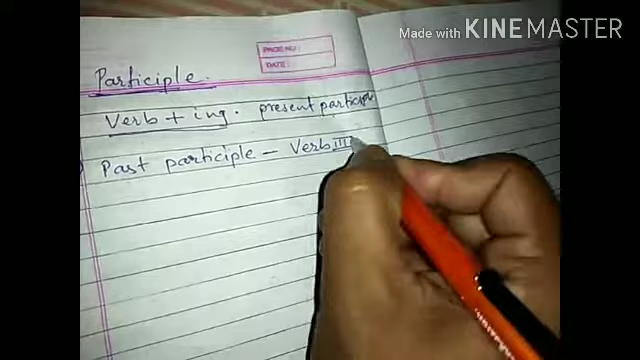 Made with KINEMASTER
PAGE NO :
DATE :
Participle.
Verb + ing. present participle
Past participle - Verb III